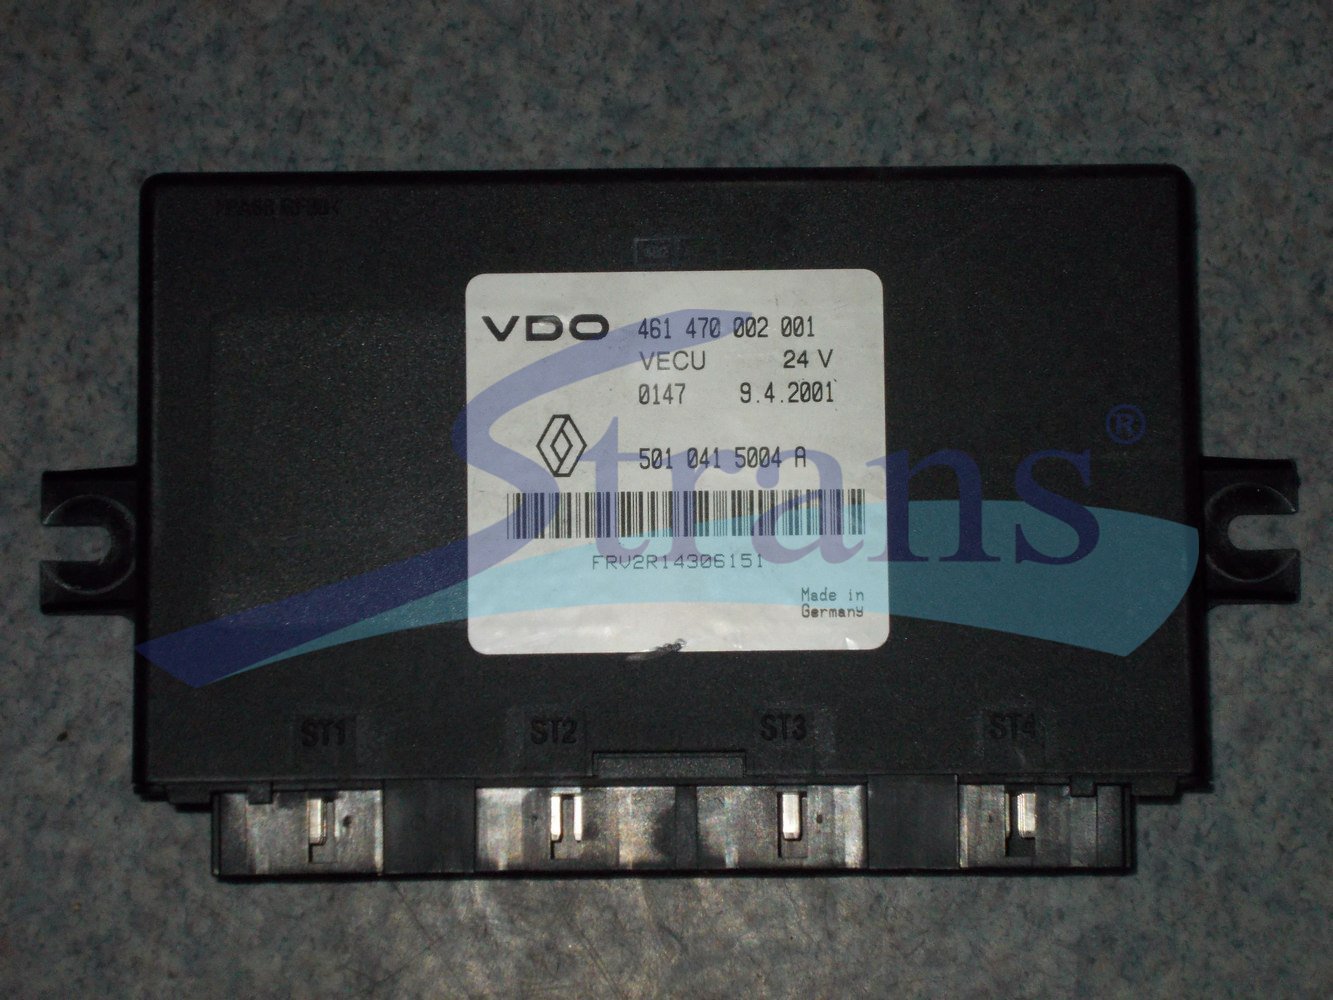 VDO 461 470 002 001
VECU 24 V
0147 9.4.2001
501 041 5004 A
FRV2R14306151
Made in
Germany
Strans ®
ST1 ST2 ST3 ST4